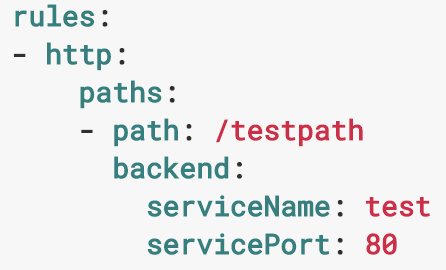 rules:
- http:
    paths:
    - path: /testpath
      backend:
        serviceName: test
        servicePort: 80